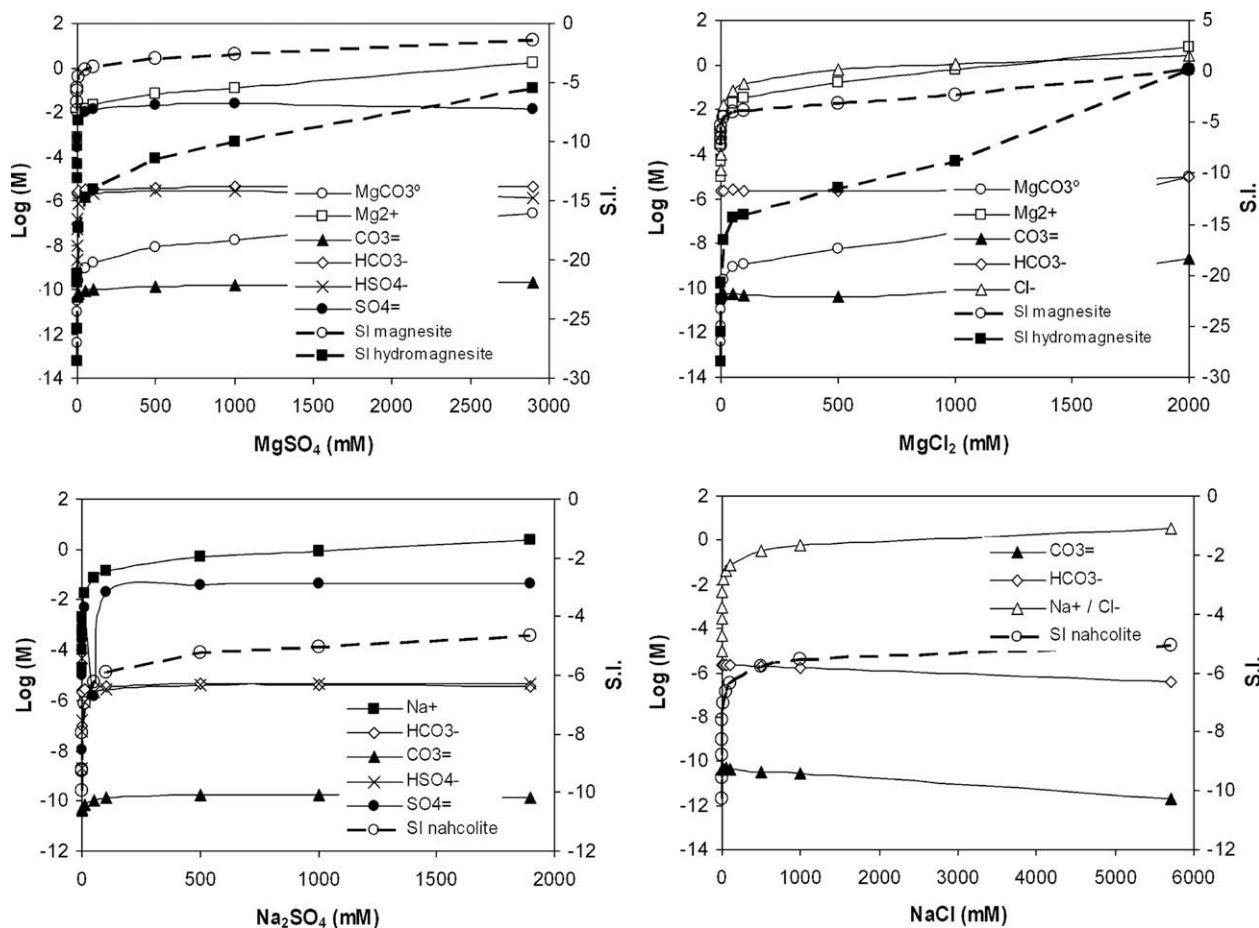 2
0
-2
-4
-6
-8
-10
-12
-14
Log (M)
0
-5
-10
-15
-20
-25
-30
S.I.
MgCO3º
Mg2+
CO3=
HCO3-
HSO4-
SO4=
SI magnesite
SI hydromagnesite
0 500 1000 1500 2000 2500 3000
MgSO₄ (mM)
2
0
-2
-4
-6
-8
-10
-12
-14
Log (M)
5
0
-5
-10
-15
-20
-25
-30
S.I.
MgCO3º
Mg2+
CO3=
HCO3-
Cl-
SI magnesite
SI hydromagnesite
0 500 1000 1500 2000
MgCl₂ (mM)
2
0
-2
-4
-6
-8
-10
-12
Log (M)
0
-2
-4
-6
-8
-10
-12
S.I.
Na+
HCO3-
CO3=
HSO4-
SO4=
SI nahcolite
0 500 1000 1500 2000
Na₂SO₄ (mM)
2
0
-2
-4
-6
-8
-10
-12
-14
Log (M)
0
-2
-4
-6
-8
-10
-12
S.I.
CO3=
HCO3-
Na+ / Cl-
SI nahcolite
0 1000 2000 3000 4000 5000 6000
NaCl (mM)